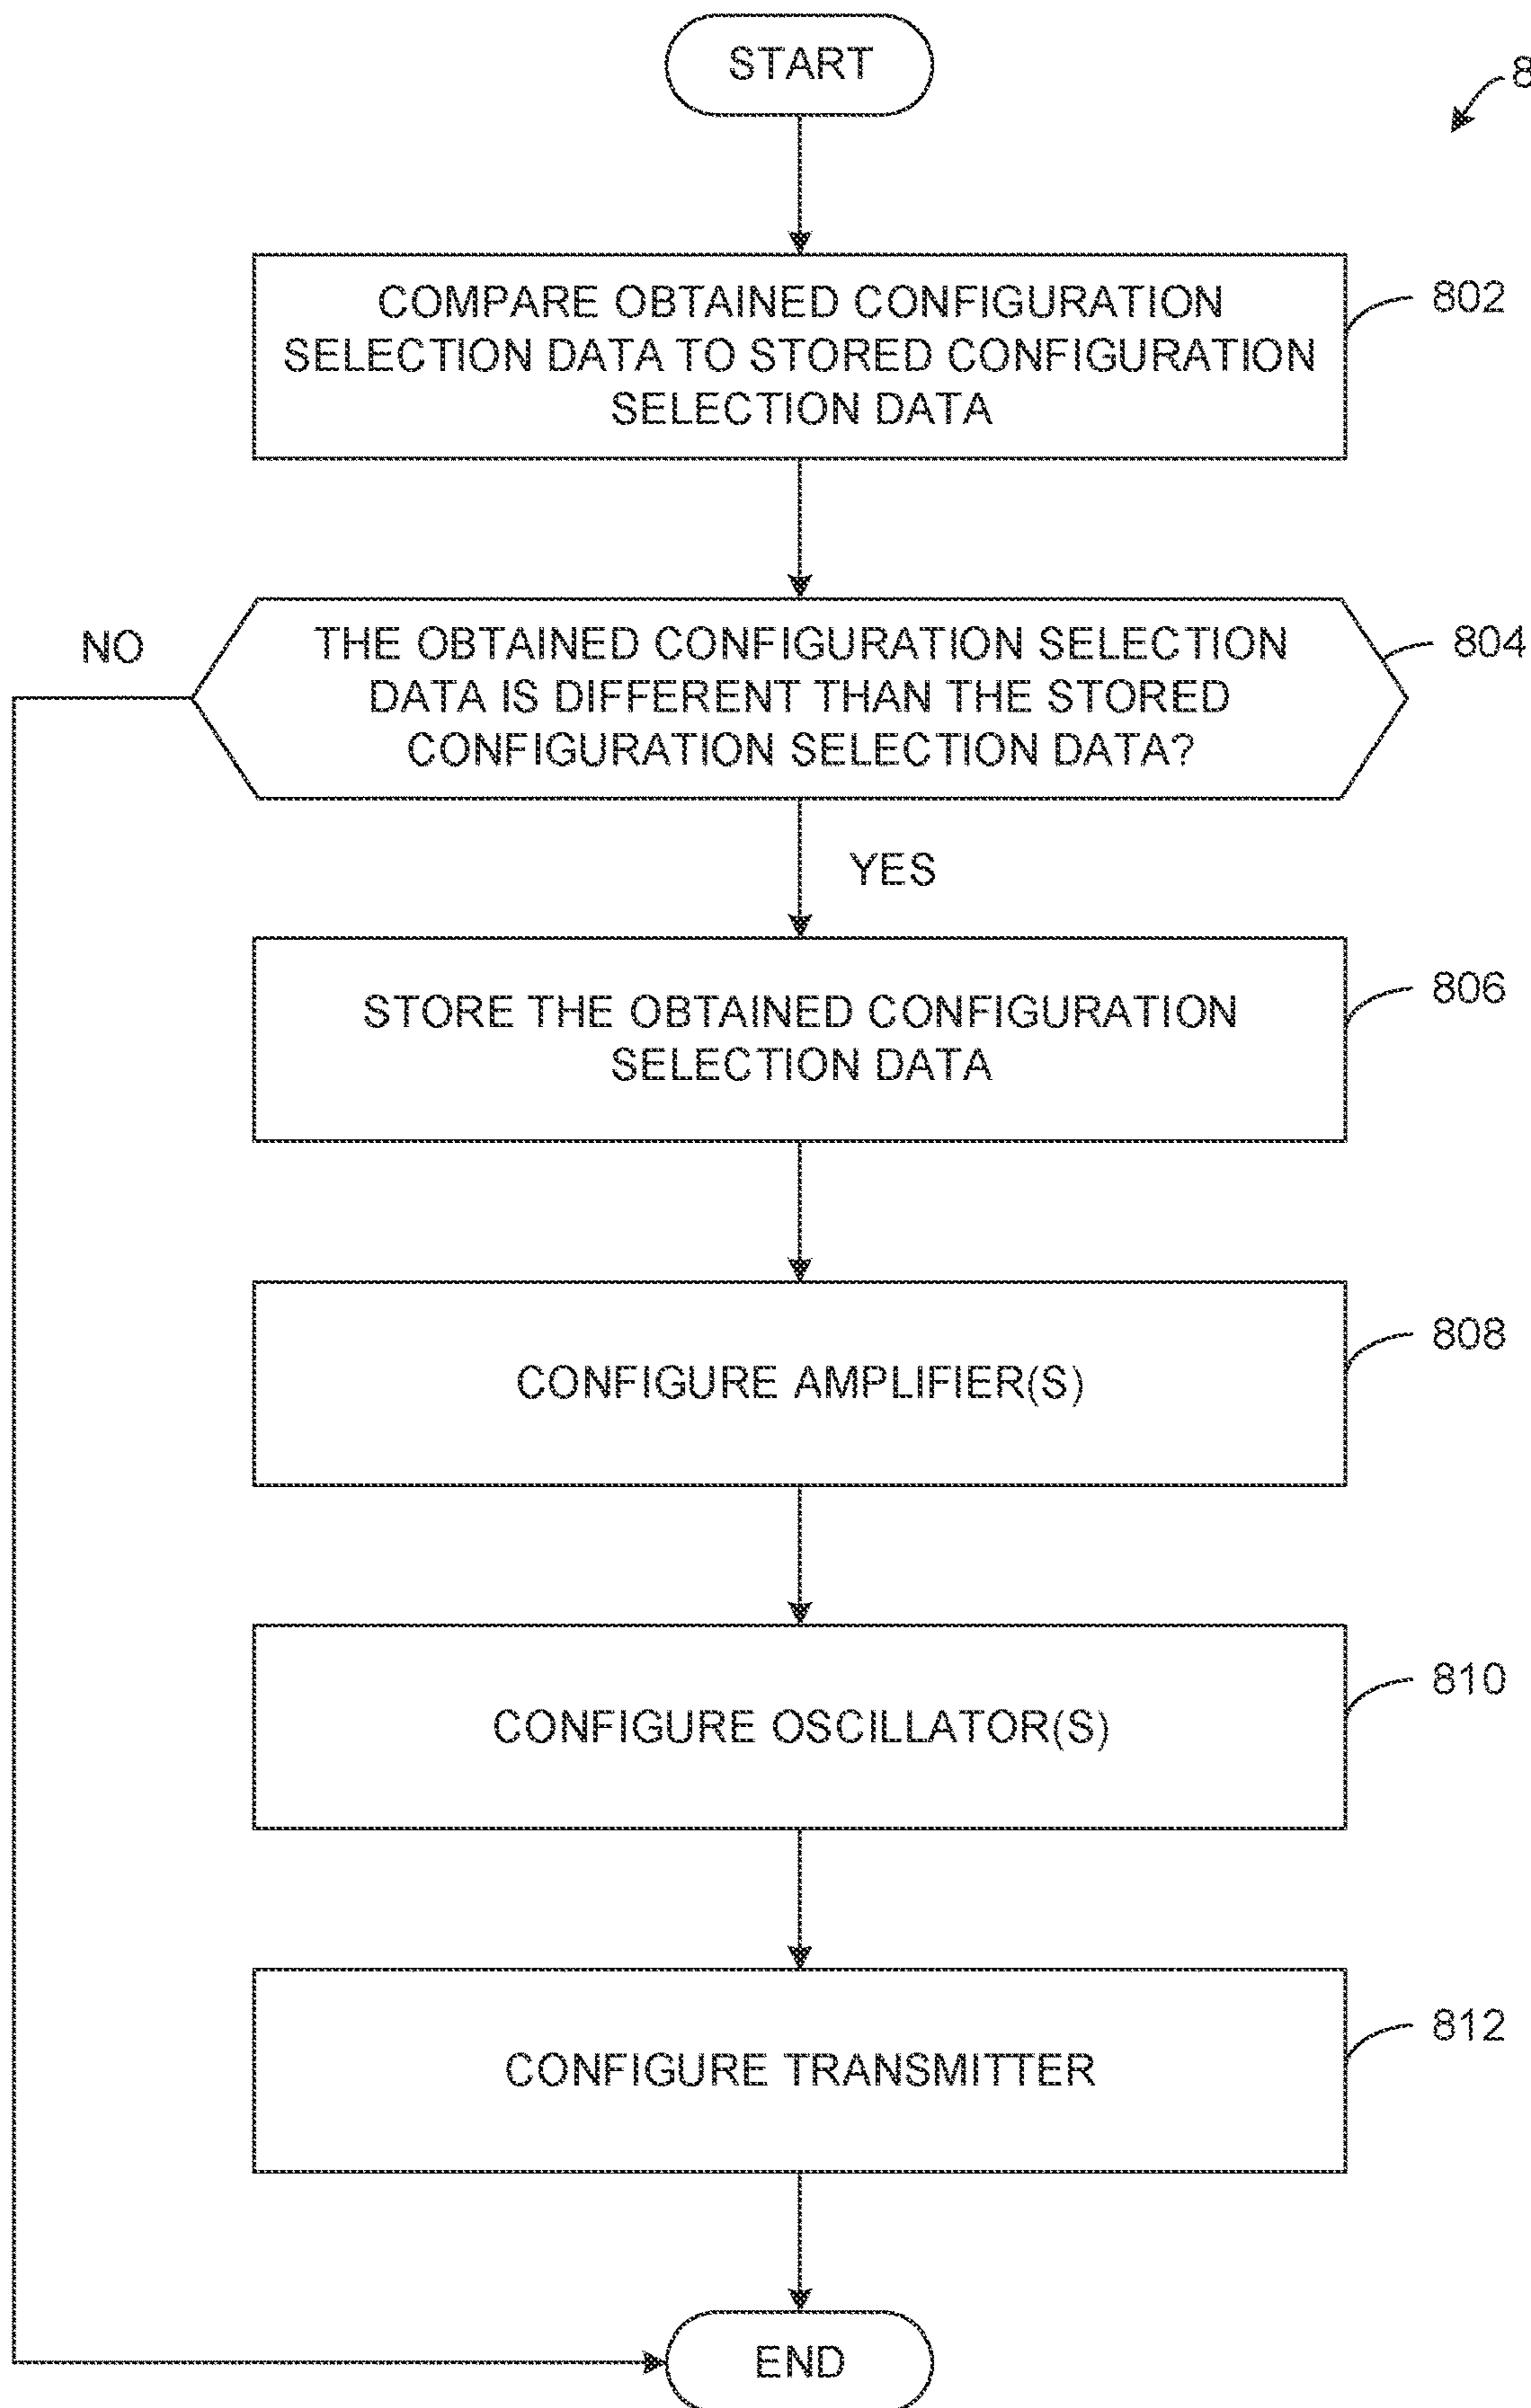 START
8
COMPARE OBTAINED CONFIGURATION
SELECTION DATA TO STORED CONFIGURATION
SELECTION DATA
802
NO
THE OBTAINED CONFIGURATION SELECTION
DATA IS DIFFERENT THAN THE STORED
CONFIGURATION SELECTION DATA?
804
YES
STORE THE OBTAINED CONFIGURATION
SELECTION DATA
806
CONFIGURE AMPLIFIER(S)
808
CONFIGURE OSCILLATOR(S)
810
CONFIGURE TRANSMITTER
812
END